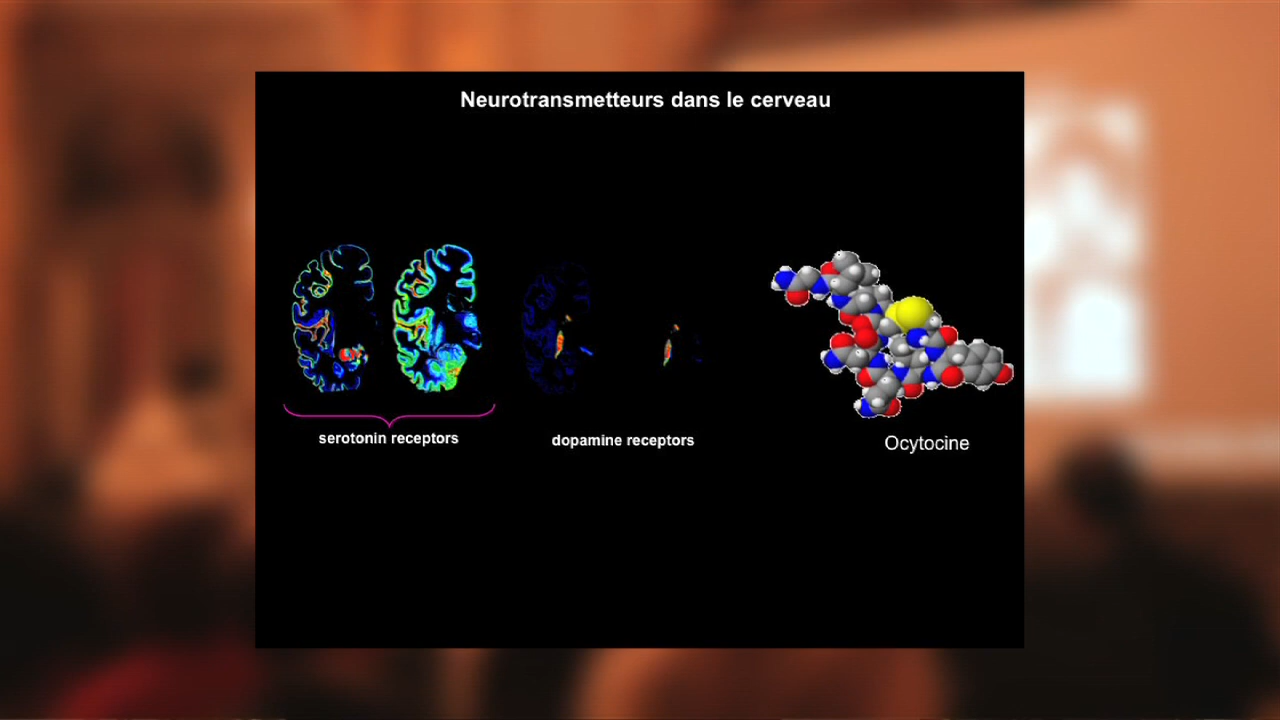 Neurotransmetteurs dans le cerveau
serotonin receptors
dopamine receptors
Ocytocine